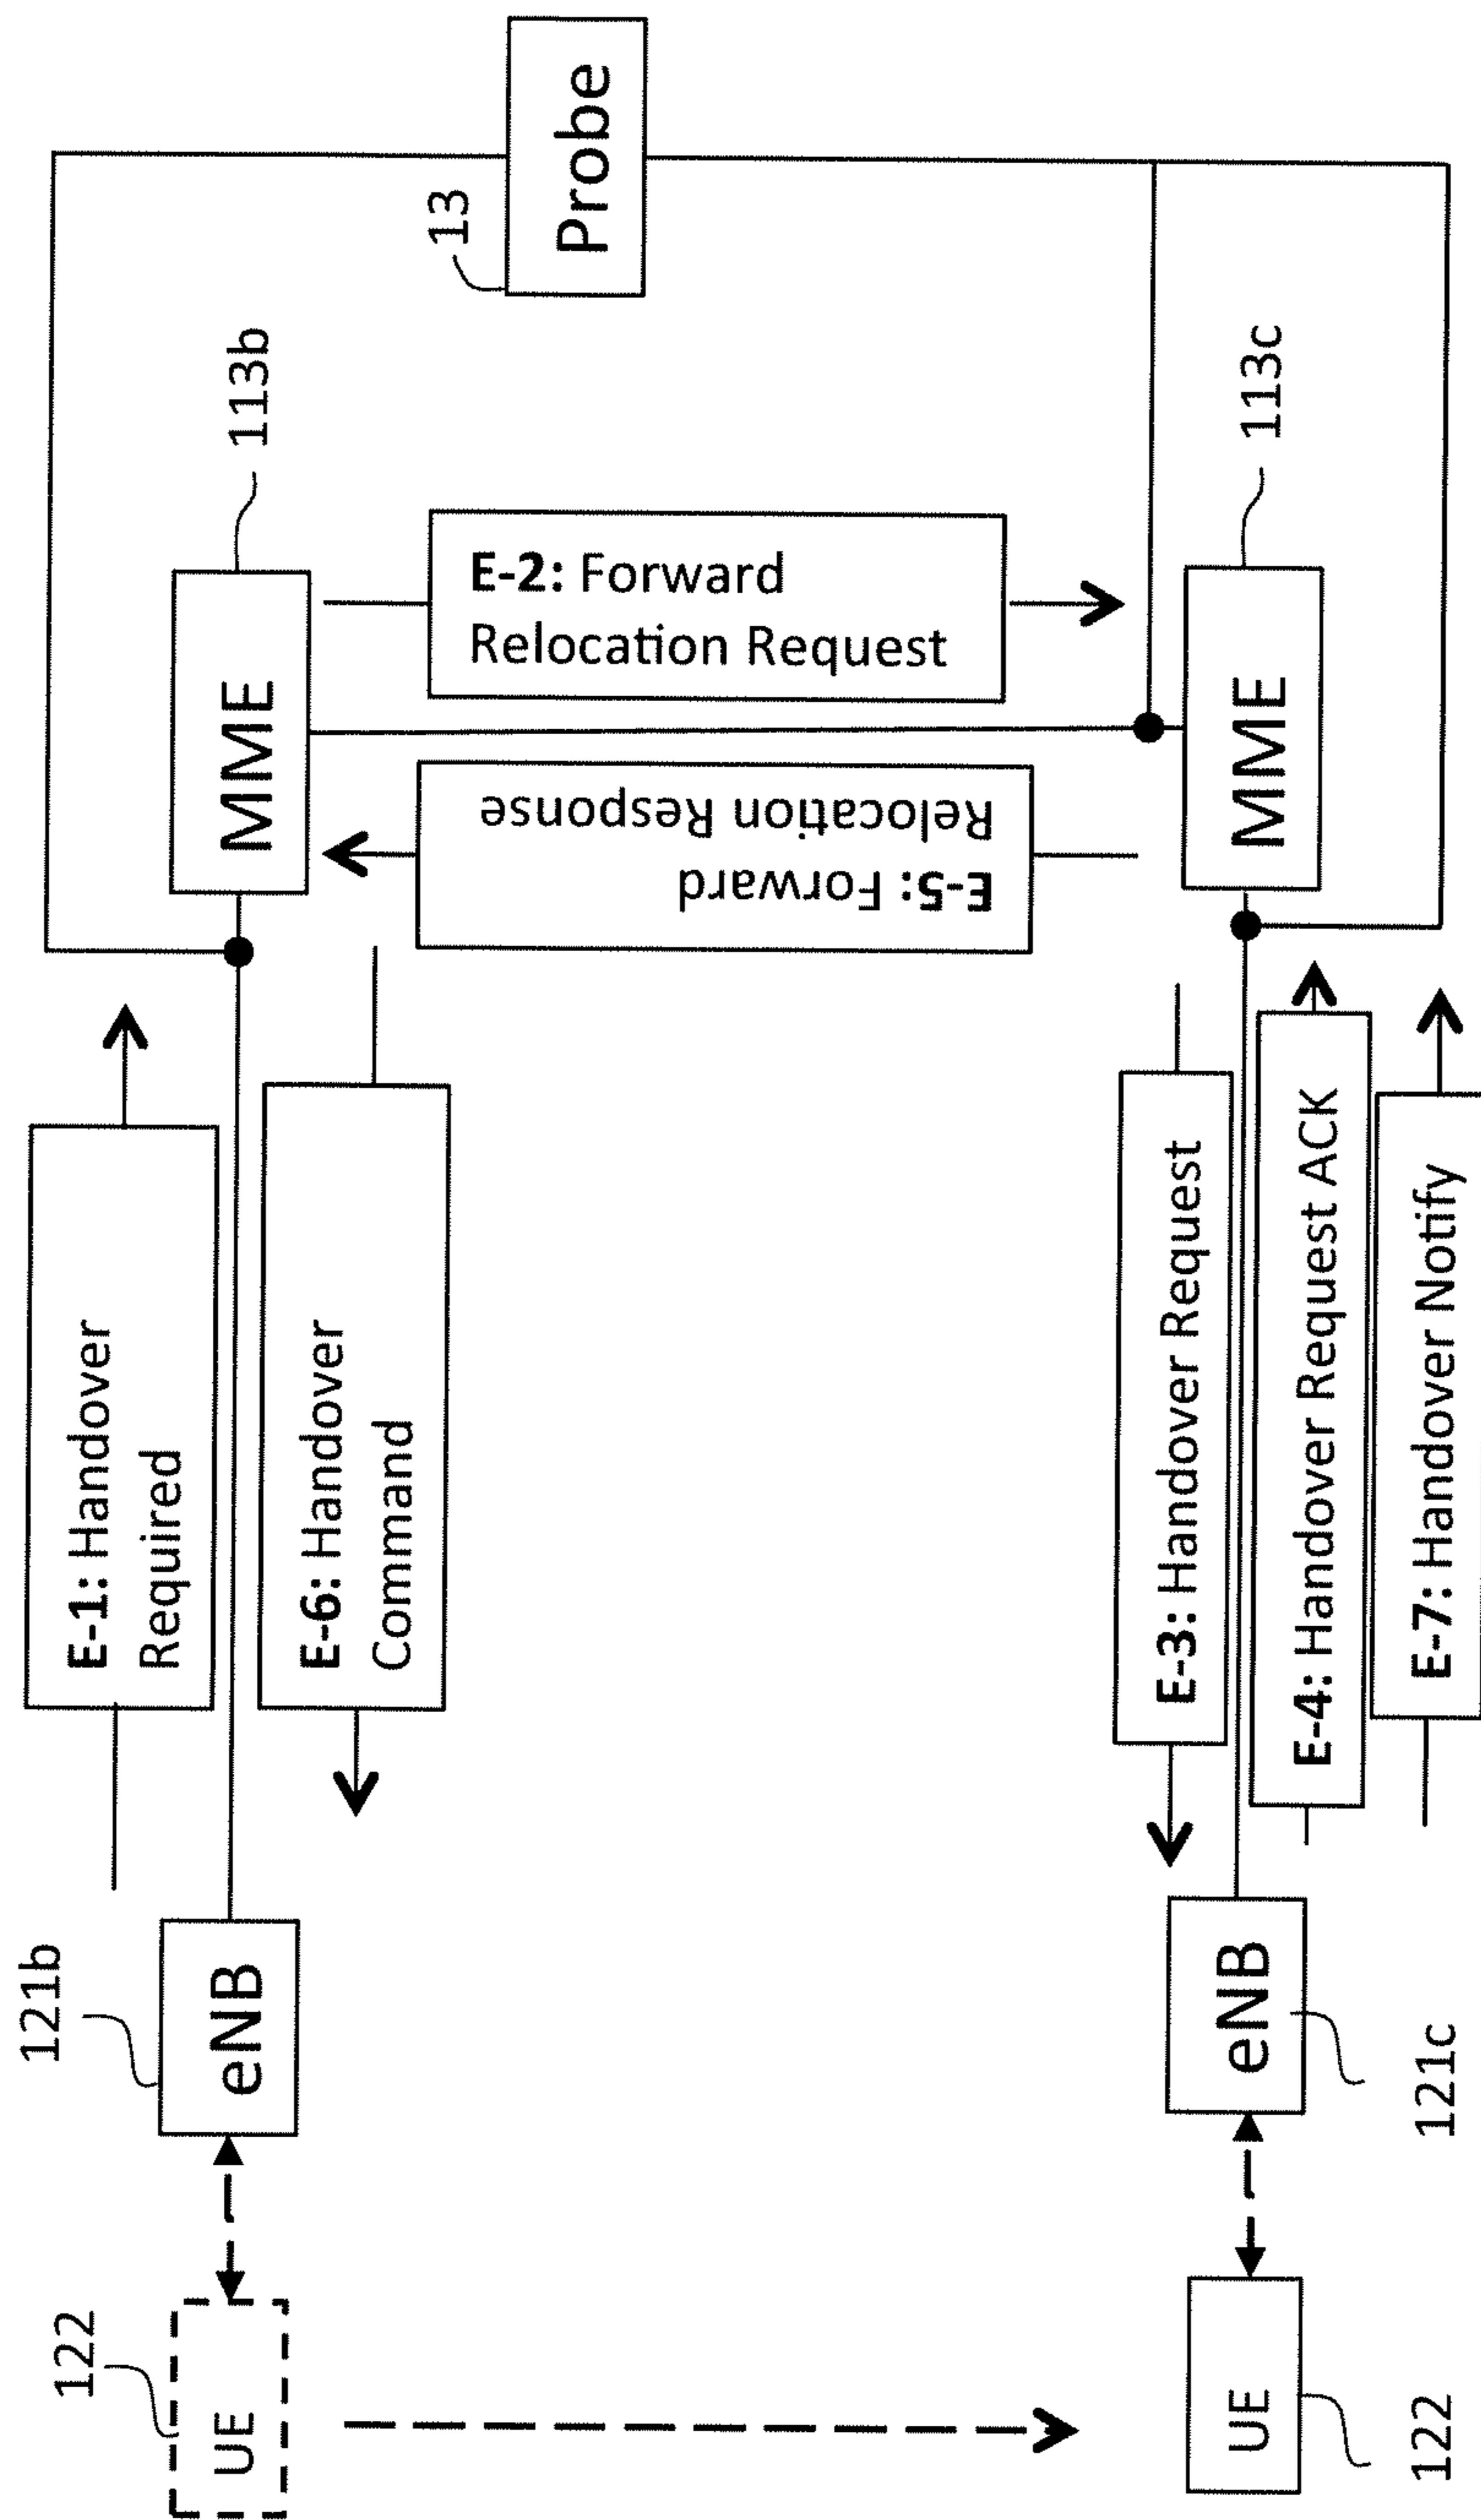 122
UE
121b
eNB
E-1: Handover
Required
E-6: Handover
Command
MME
113b
E-2: Forward
Relocation Request
E-5: Forward
Relocation Response
13
Probe
UE
122
eNB
121c
E-3: Handover Request
E-4: Handover Request ACK
E-7: Handover Notify
MME
113c